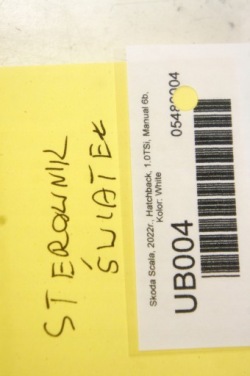 STEROWNIK
ŚWIATEŁ
Skoda Scala, 2022r., Hatchback, 1.0TSi, Manual 6b,
Kolor: White
UB004